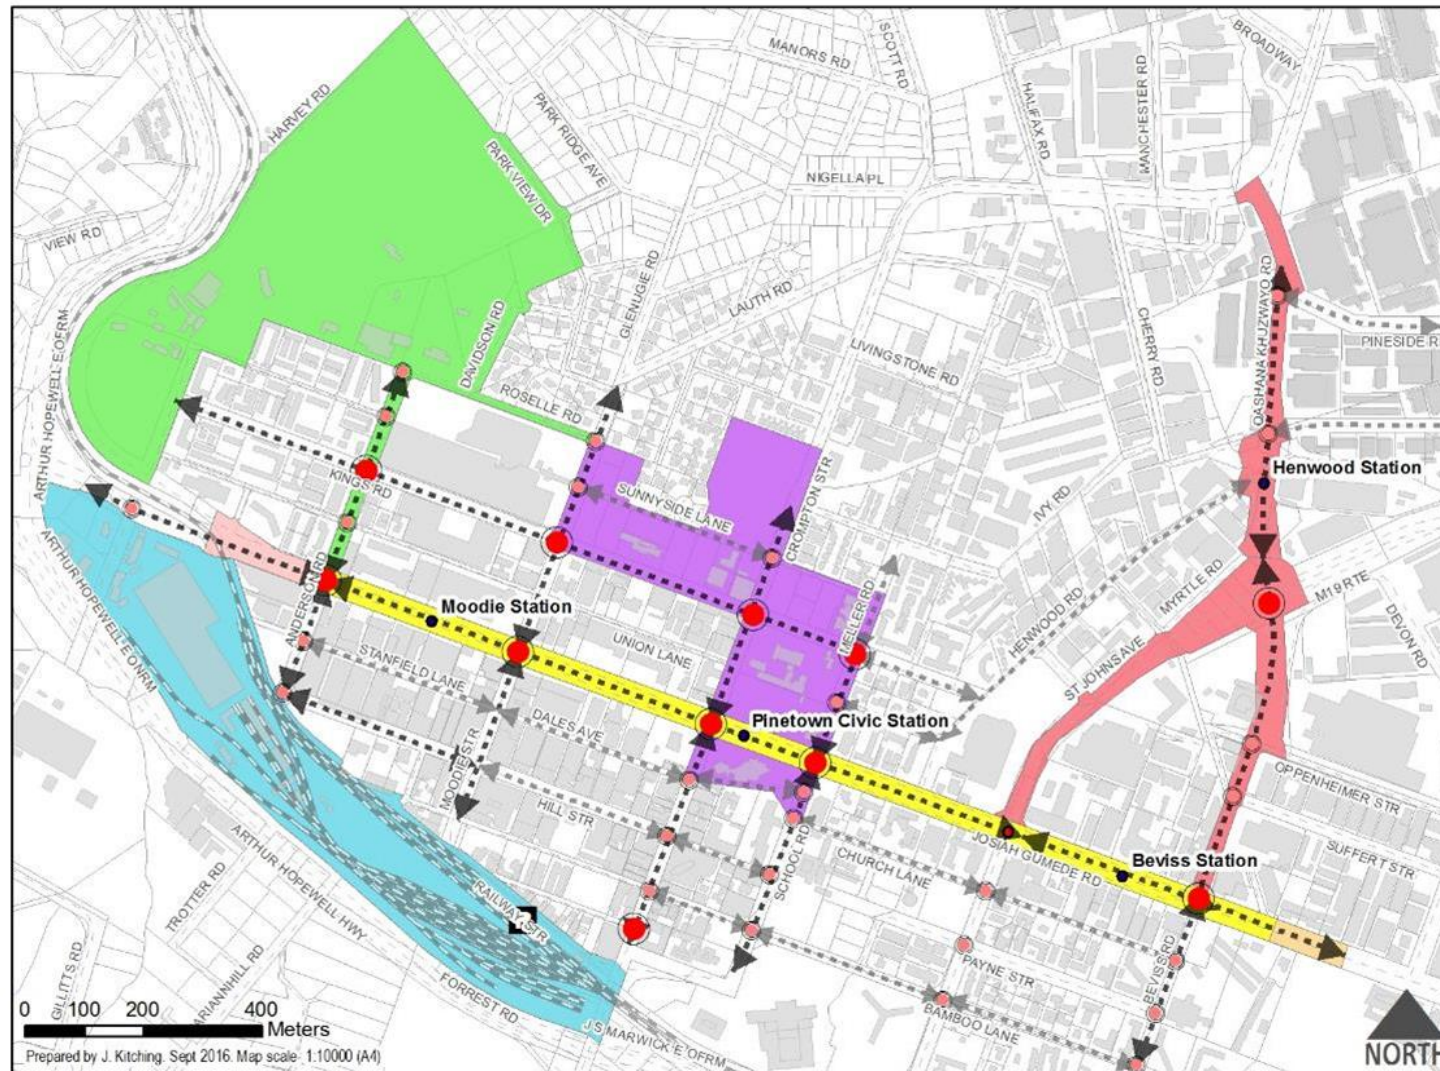 BROADWAY
SCOTT RD
MANORS RD
MANCHESTER RD
HALIFAX RD
HARVEY RD
PARK RIDGE AVE
PARK VIEW DR
NIGELLA PL
VIEW RD
GLENUGIE RD
LAUTH RD
QASHANA KHUZWAYO RD
CHERRY RD
PINESIDE R
DAVIDSON RD
LIVINGSTONE RD
ROSELLE RD
ARTHUR HOPEWELL E OFRM
CROMPTON STR
Henwood Station
KINGS RD
SUNNYSIDE LANE
IVY RD
ARTHUR HOPEWELL E ONRM
ANDERSON RD
Moodie Station
MELLER RD
HENWOOD RD
MYRTLE RD
M19 RTE
DEVON RD
UNION LANE
STANFIELD LANE
ST JOHNS AVE
DALES AVE
Pinetown Civic Station
MOODIE STR
OPPENHEIMER STR
HILL STR
ARTHUR HOPEWELL HWY
SCHOOL RD
CHURCH LANE
JOSIAH GUMEDE RD
Beviss Station
SUFFERT STR
TROTTER RD
RAILWAY STR
PAYNE STR
BEVISS RD
GILLITTS RD
ARIANNHILL RD
FORREST RD
BAMBOO LANE
J S MARWICK E OFRM
0 100 200 400
Meters
Prepared by J. Kitching. Sept 2016. Map scale 1:10000 (A4)
NORTH